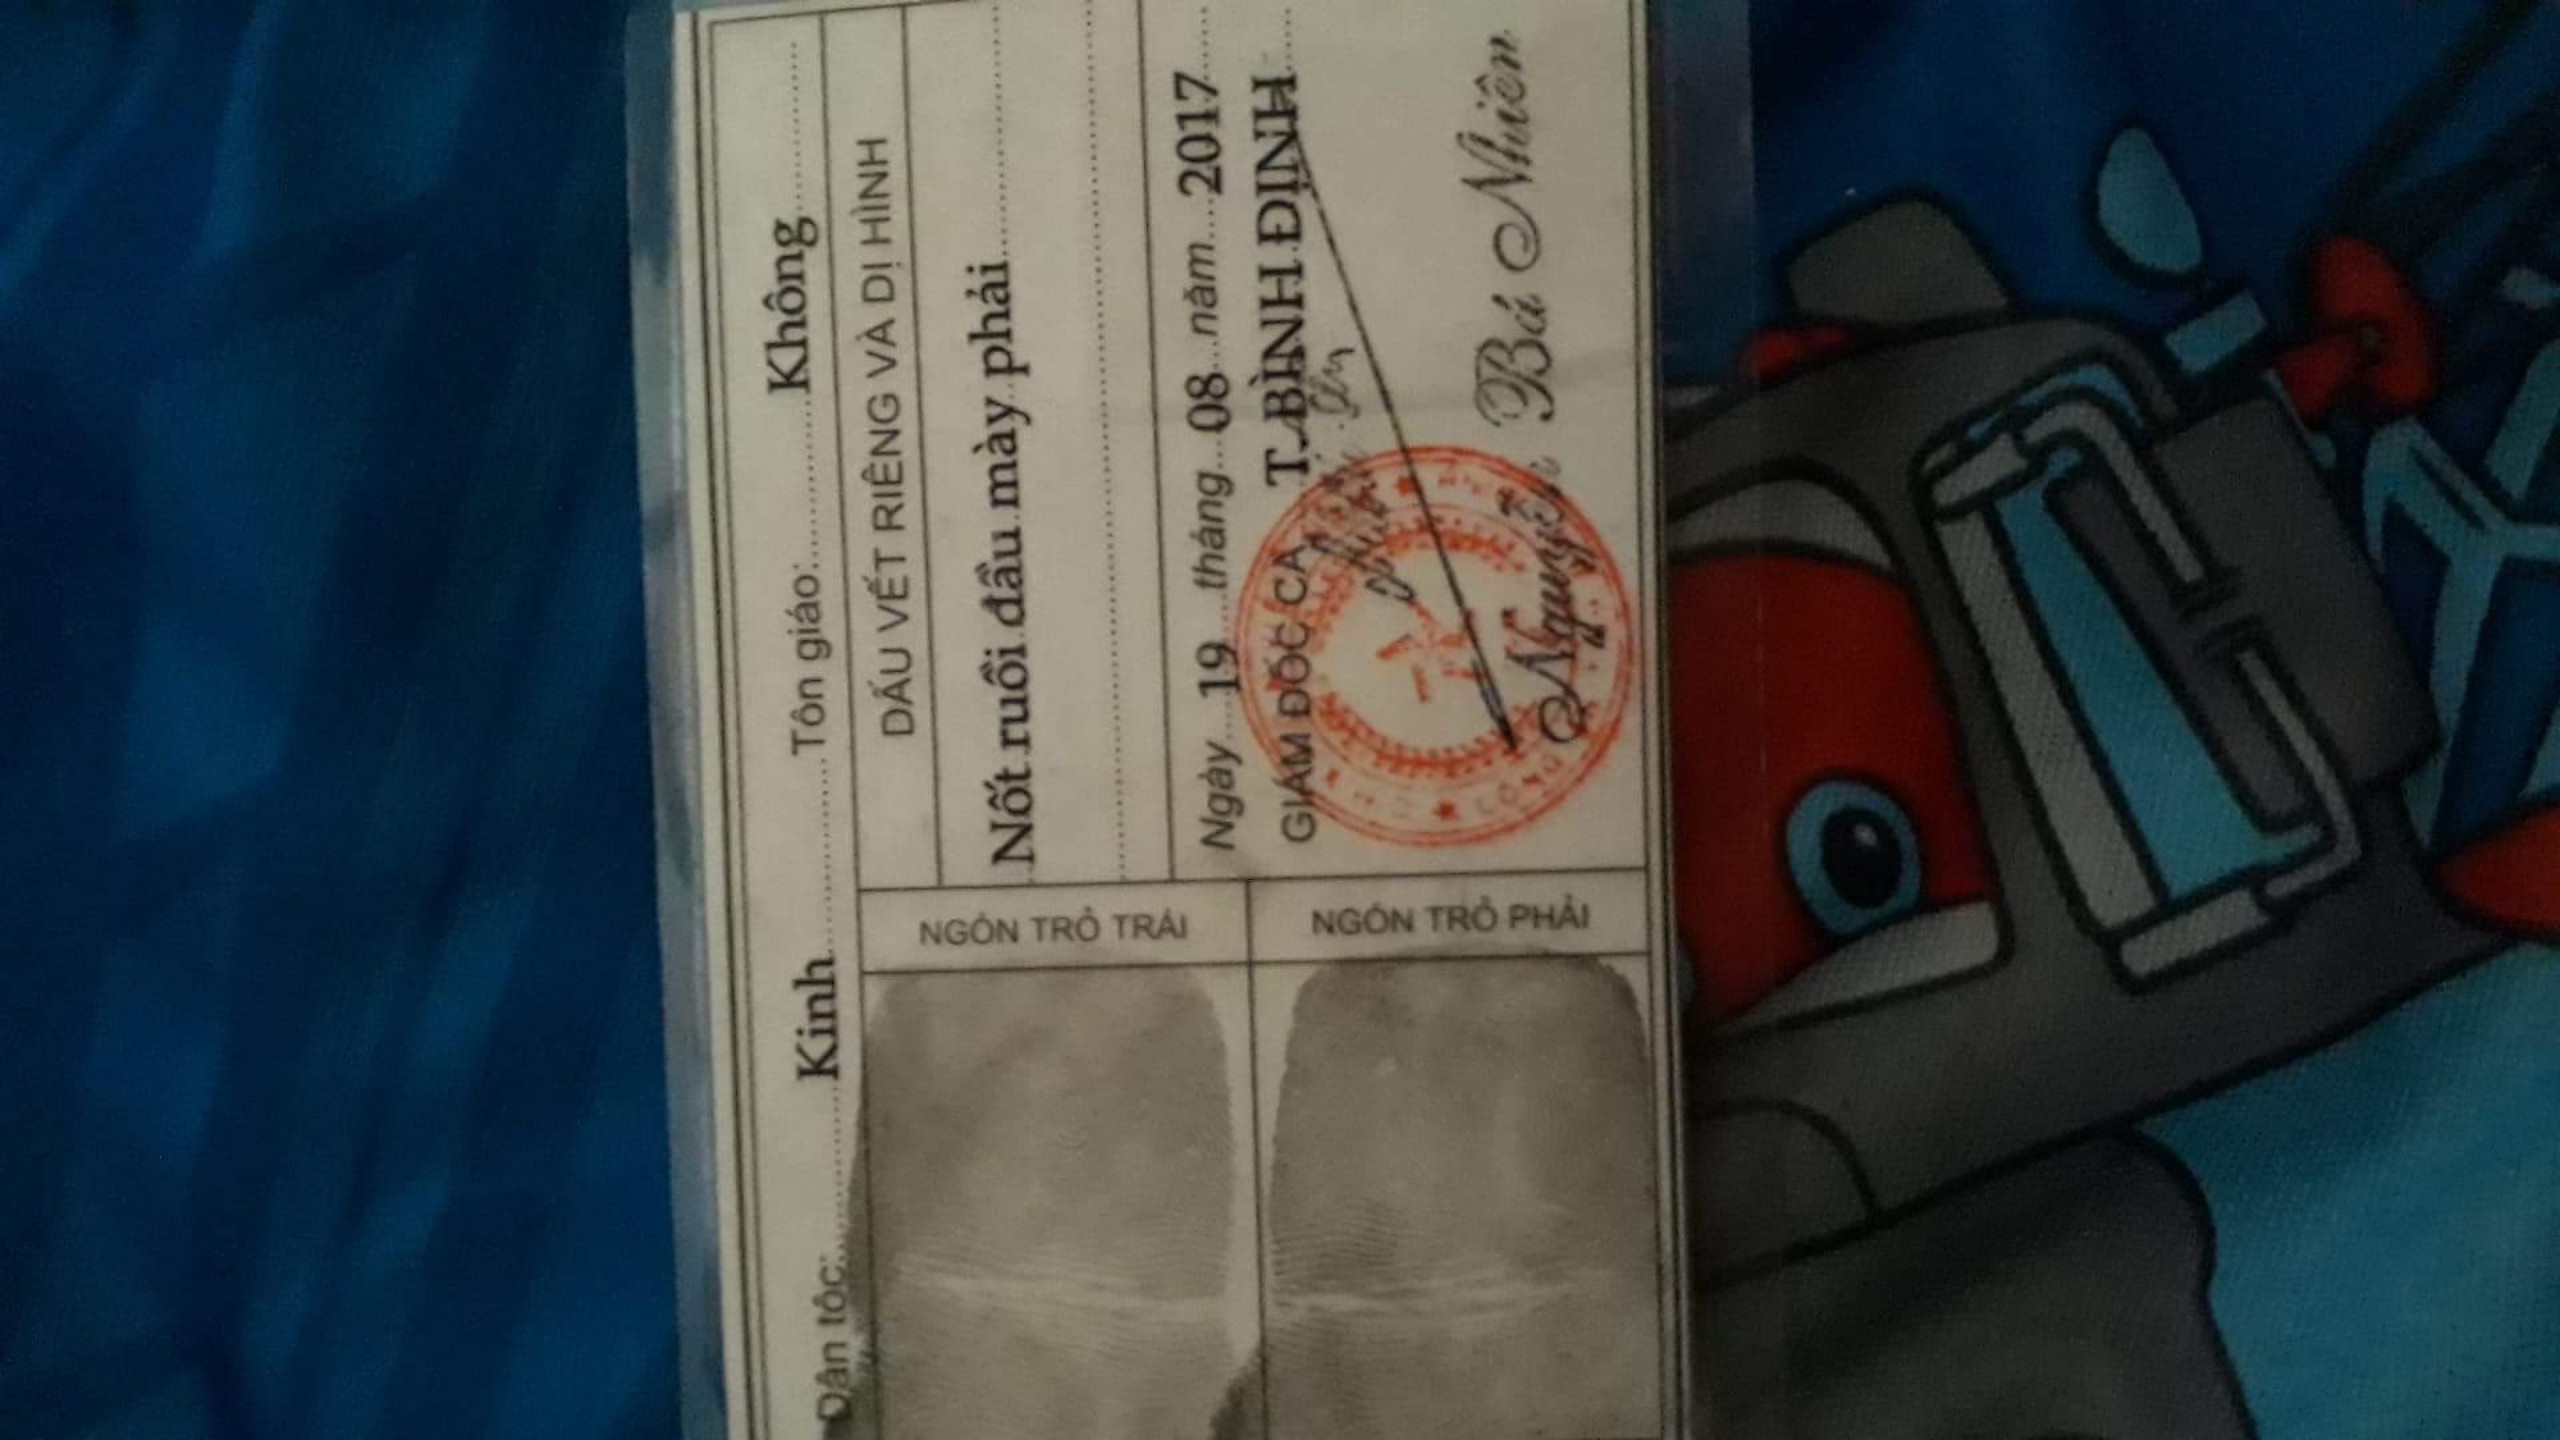 Dân tộc: Kinh Tôn giáo: Không
DẤU VẾT RIÊNG VÀ DỊ HÌNH
Nốt ruồi đầu mày phải
Ngày 19 tháng 08 năm 2017
GIÁM ĐỐC CA T.BÌNH ĐỊNH
Nguyễn Bá Nhiên
NGÓN TRỎ TRÁI
NGÓN TRỎ PHẢI